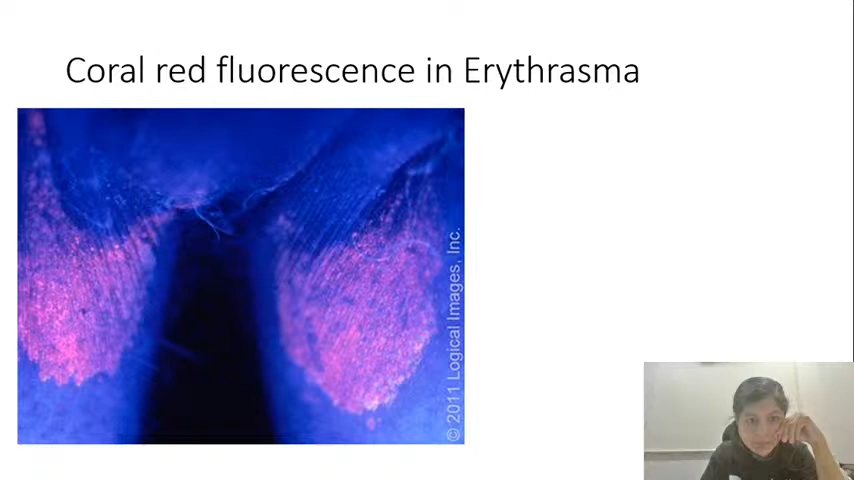 Coral red fluorescence in Erythrasma
© 2011 Logical Images, Inc.